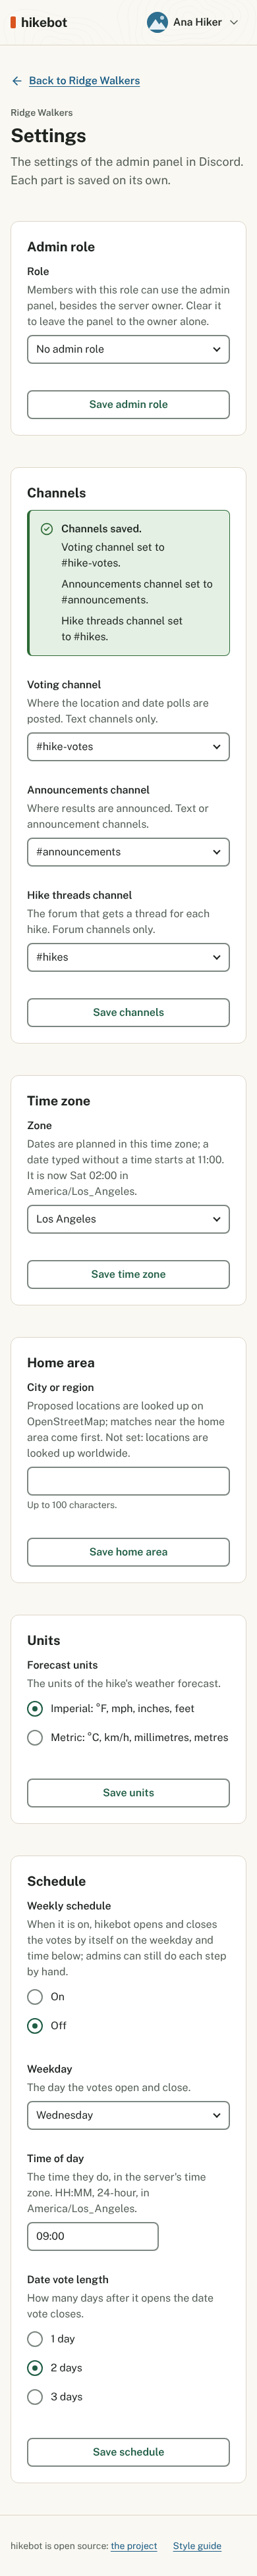 hikebot
Ana Hiker
Back to Ridge Walkers
Ridge Walkers
Settings
The settings of the admin panel in Discord.
Each part is saved on its own.
Admin role
Role
Members with this role can use the admin
panel, besides the server owner. Clear it
to leave the panel to the owner alone.
No admin role
Save admin role
Channels
Channels saved.
Voting channel set to
#hike-votes.
Announcements channel set to
#announcements.
Hike threads channel set
to #hikes.
Voting channel
Where the location and date polls are
posted. Text channels only.
#hike-votes
Announcements channel
Where results are announced. Text or
announcement channels.
#announcements
Hike threads channel
The forum that gets a thread for each
hike. Forum channels only.
#hikes
Save channels
Time zone
Zone
Dates are planned in this time zone; a
date typed without a time starts at 11:00.
It is now Sat 02:00 in
America/Los_Angeles.
Los Angeles
Save time zone
Home area
City or region
Proposed locations are looked up on
OpenStreetMap; matches near the home
area come first. Not set: locations are
looked up worldwide.
Up to 100 characters.
Save home area
Units
Forecast units
The units of the hike's weather forecast.
Imperial: °F, mph, inches, feet
Metric: °C, km/h, millimetres, metres
Save units
Schedule
Weekly schedule
When it is on, hikebot opens and closes
the votes by itself on the weekday and
time below; admins can still do each step
by hand.
On
Off
Weekday
The day the votes open and close.
Wednesday
Time of day
The time they do, in the server's time
zone. HH:MM, 24-hour, in
America/Los_Angeles.
09:00
Date vote length
How many days after it opens the date
vote closes.
1 day
2 days
3 days
Save schedule
hikebot is open source: the project
Style guide